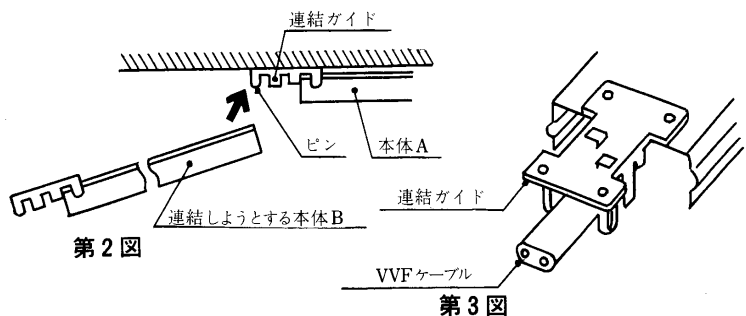 連結ガイド
ピン
本体A
連結しようとする本体B
第2図
連結ガイド
VVFケーブル
第3図